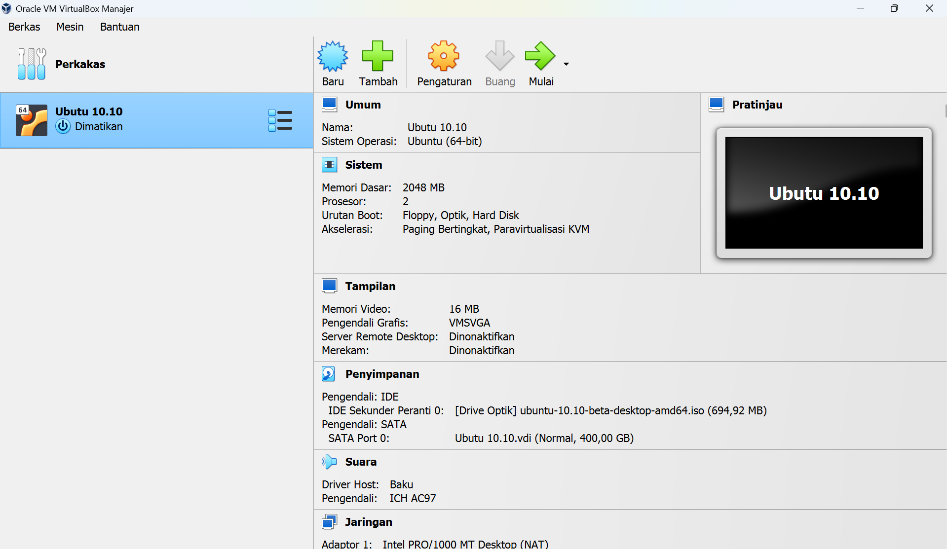 Oracle VM VirtualBox Manajer
Berkas Mesin Bantuan
Perkakas
Baru Tambah Pengaturan Buang Mulai
64
Ubutu 10.10
Dimatikan
Umum
Nama: Ubutu 10.10
Sistem Operasi: Ubuntu (64-bit)
Pratinjau
Ubutu 10.10
Sistem
Memori Dasar: 2048 MB
Prosesor: 2
Urutan Boot: Floppy, Optik, Hard Disk
Akselerasi: Paging Bertingkat, Paravirtualisasi KVM
Tampilan
Memori Video: 16 MB
Pengendali Grafis: VMSVGA
Server Remote Desktop: Dinonaktifkan
Merekam: Dinonaktifkan
Penyimpanan
Pengendali: IDE
IDE Sekunder Peranti 0: [Drive Optik] ubuntu-10.10-beta-desktop-amd64.iso (694,92 MB)
Pengendali: SATA
SATA Port 0: Ubutu 10.10.vdi (Normal, 400,00 GB)
Suara
Driver Host: Baku
Pengendali: ICH AC97
Jaringan
Adaptor 1: Intel PRO/1000 MT Desktop (NAT)